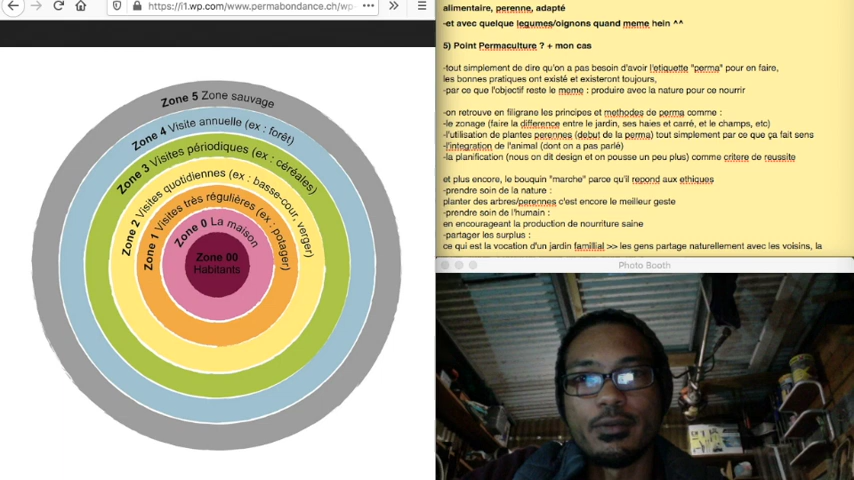 https://i1.wp.com/www.permabondance.ch/wp-
Zone 5 Zone sauvage
Zone 4 Visite annuelle (ex : forêt)
Zone 3 Visites périodiques (ex : céréales)
Zone 2 Visites quotidiennes (ex : basse-cour, verger)
Zone 1 Visites très régulières (ex : potager)
Zone 0 La maison
Zone 00
Habitants
alimentaire, perenne, adapté
-et avec quelque legumes/oignons quand meme hein ^^
5) Point Permaculture ? + mon cas
-tout simplement de dire qu'on a pas besoin d'avoir l'etiquette "perma" pour en faire,
les bonnes pratiques ont existé et existeront toujours,
-par ce que l'objectif reste le meme : produire avec la nature pour ce nourrir
-on retrouve en filigrane les principes et methodes de perma comme :
-le zonage (faire la difference entre le jardin, ses haies et carré, et le champs, etc)
-l'utilisation de plantes perennes (debut de la perma) tout simplement par ce que ça fait sens
-l'integration de l'animal (dont on a pas parlé)
-la planification (nous on dit design et on pousse un peu plus) comme critere de reussite
et plus encore, le bouquin "marche" parce qu'il repond aux ethiques
-prendre soin de la nature :
planter des arbres/perennes c'est encore le meilleur geste
-prendre soin de l'humain :
en encourageant la production de nourriture saine
-partager les surplus :
ce qui est la vocation d'un jardin famillial >> les gens partage naturellement avec les voisins, la
Photo Booth